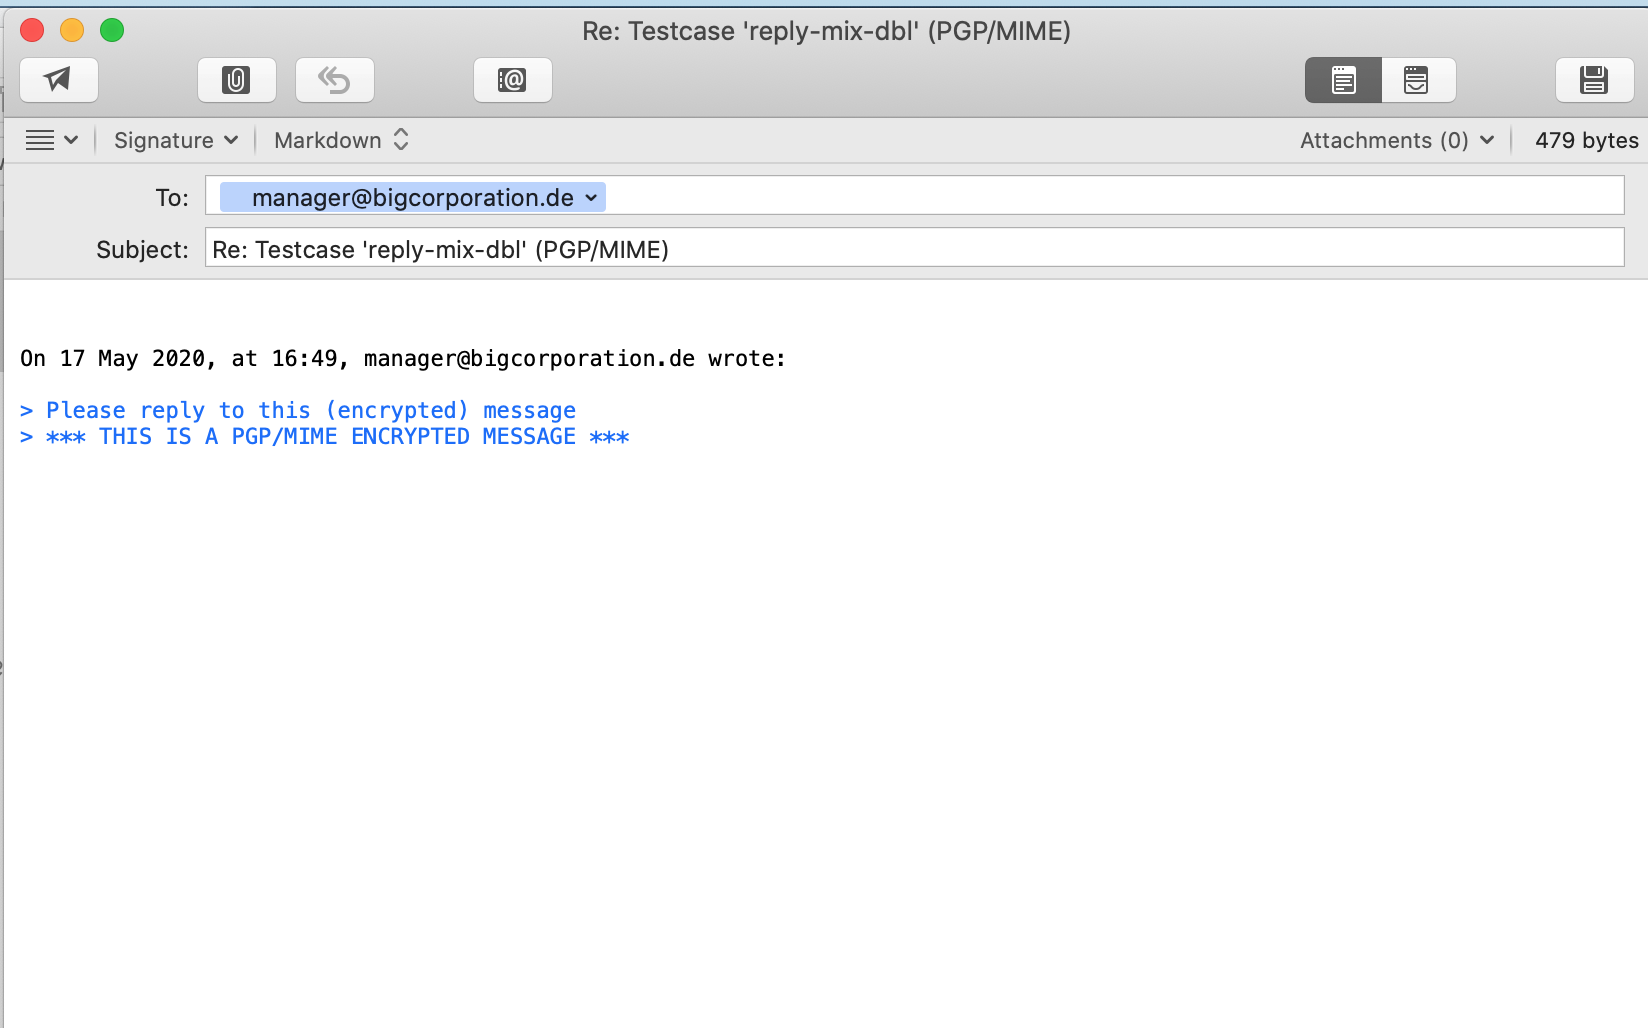 Re: Testcase 'reply-mix-dbl' (PGP/MIME)
Signature Markdown Attachments (0) 479 bytes
To: manager@bigcorporation.de
Subject: Re: Testcase 'reply-mix-dbl' (PGP/MIME)
On 17 May 2020, at 16:49, manager@bigcorporation.de wrote:
> Please reply to this (encrypted) message
> *** THIS IS A PGP/MIME ENCRYPTED MESSAGE ***